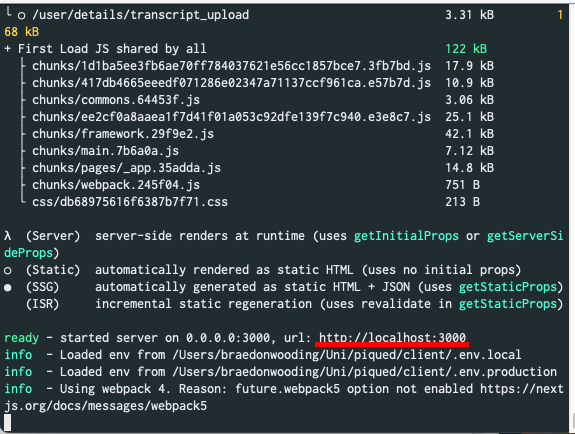 └ ○ /user/details/transcript_upload 3.31 kB 1
68 kB
+ First Load JS shared by all 122 kB
├ chunks/1d1ba5ee3fb6ae70ff784037621e56cc1857bce7.3fb7bd.js 17.9 kB
├ chunks/417db4665eeedf071286e02347a71137ccf961ca.e57b7d.js 10.9 kB
├ chunks/commons.64453f.js 3.06 kB
├ chunks/ee2cf0a8aaea1f7d41f01a053c92dfe139f7c940.e3e8c7.js 25.1 kB
├ chunks/framework.29f9e2.js 42.1 kB
├ chunks/main.7b6a0a.js 7.12 kB
├ chunks/pages/_app.35adda.js 14.8 kB
├ chunks/webpack.245f04.js 751 B
└ css/db68975616f6387b7f71.css 213 B
λ (Server) server-side renders at runtime (uses getInitialProps or getServerSi
deProps)
○ (Static) automatically rendered as static HTML (uses no initial props)
● (SSG) automatically generated as static HTML + JSON (uses getStaticProps)
(ISR) incremental static regeneration (uses revalidate in getStaticProps)
ready - started server on 0.0.0.0:3000, url: http://localhost:3000
info - Loaded env from /Users/braedonwooding/Uni/piqued/client/.env.local
info - Loaded env from /Users/braedonwooding/Uni/piqued/client/.env.production
info - Using webpack 4. Reason: future.webpack5 option not enabled https://next
js.org/docs/messages/webpack5